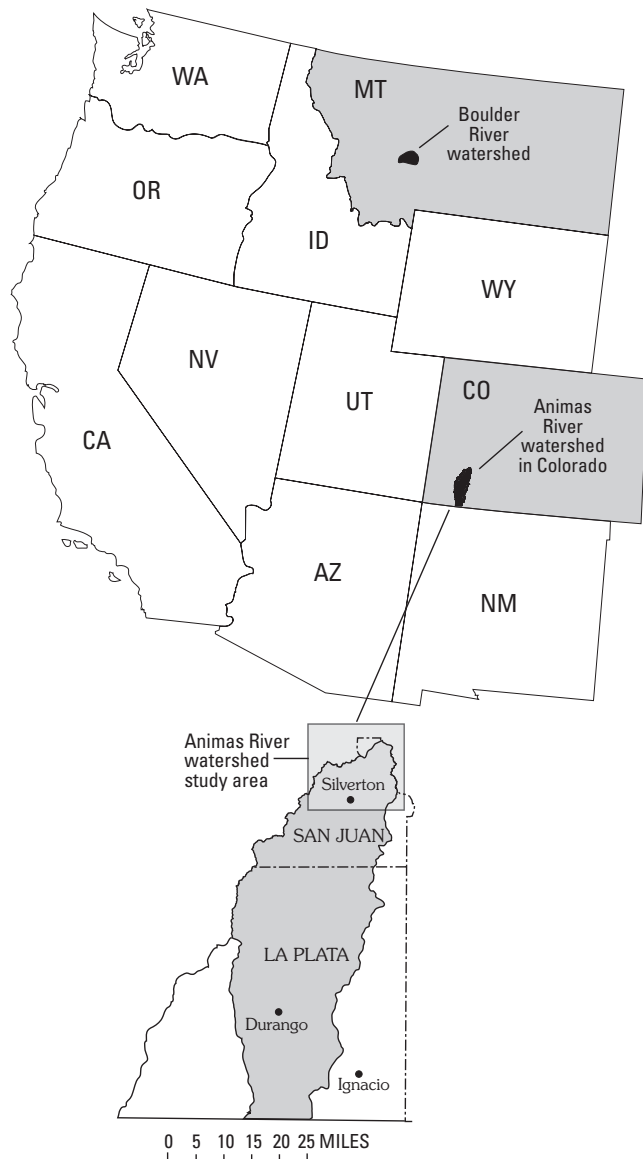 WA
MT
Boulder
River
watershed
OR
ID
WY
NV
UT
CO
CA
Animas
River
watershed
in Colorado
AZ
NM
Animas River
watershed
study area
Silverton
SAN JUAN
LA PLATA
Durango
Ignacio
0 5 10 15 20 25 MILES